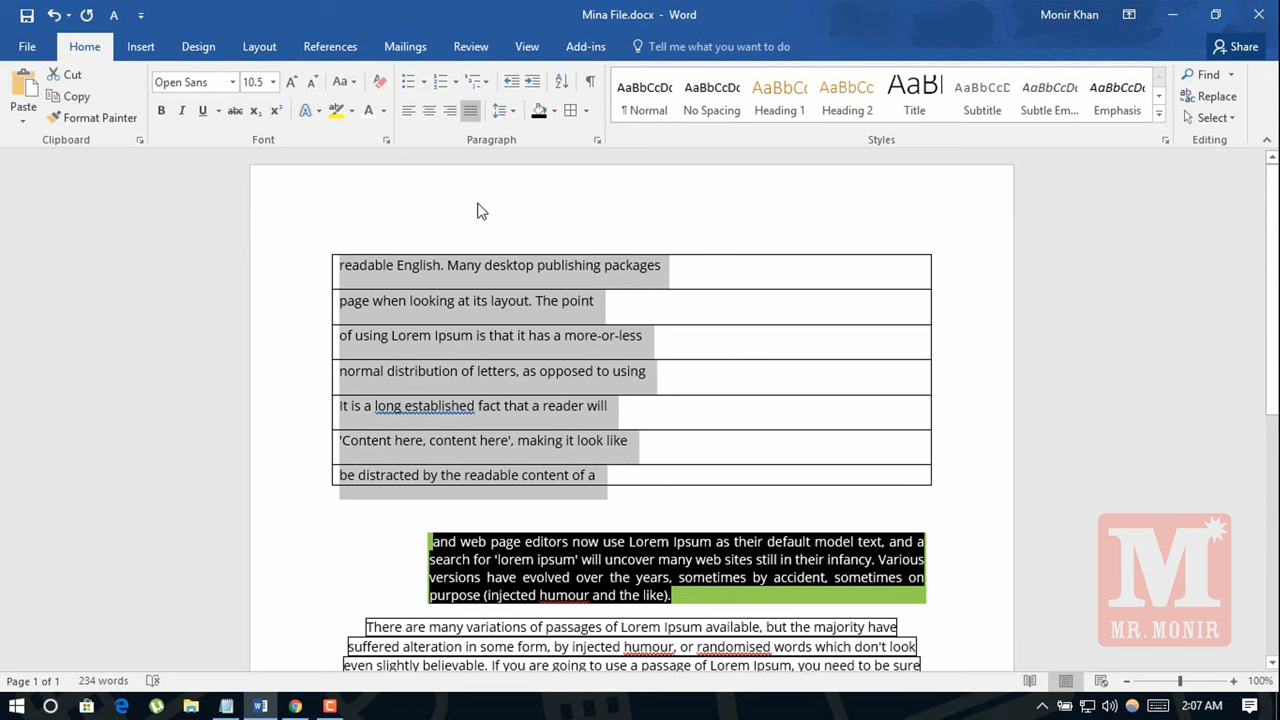 Mina File.docx - Word
Monir Khan
File
Home
Insert
Design
Layout
References
Mailings
Review
View
Add-ins
Tell me what you want to do
Share
Paste
Cut
Copy
Format Painter
Clipboard
Open Sans
10.5
Font
Paragraph
AaBbCcDc
¶ Normal
AaBbCcDc
No Spacing
AaBbCc
Heading 1
AaBbCcC
Heading 2
AaBl
Title
AaBbCcDc
Subtitle
AaBbCcDc
Subtle Em...
AaBbCcDc
Emphasis
Styles
Find
Replace
Select
Editing
readable English. Many desktop publishing packages
page when looking at its layout. The point
of using Lorem Ipsum is that it has a more-or-less
normal distribution of letters, as opposed to using
It is a long established fact that a reader will
'Content here, content here', making it look like
be distracted by the readable content of a
and web page editors now use Lorem Ipsum as their default model text, and a
search for 'lorem ipsum' will uncover many web sites still in their infancy. Various
versions have evolved over the years, sometimes by accident, sometimes on
purpose (injected humour and the like).
There are many variations of passages of Lorem Ipsum available, but the majority have
suffered alteration in some form, by injected humour, or randomised words which don't look
even slightly believable. If you are going to use a passage of Lorem Ipsum, you need to be sure
M
MR. MONIR
Page 1 of 1
234 words
100%
2:07 AM